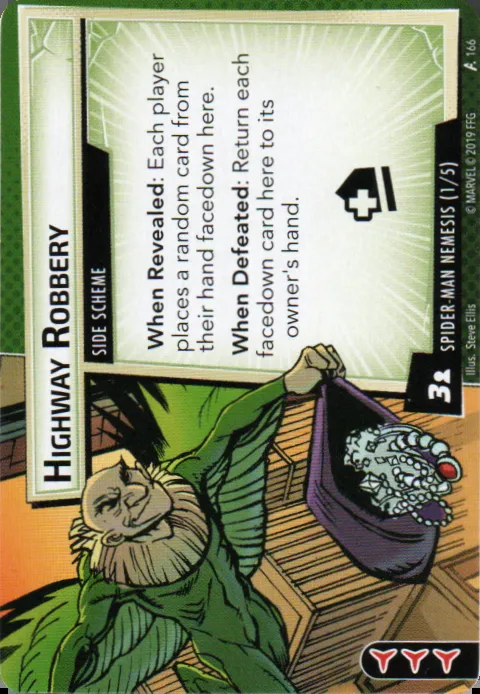 HIGHWAY ROBBERY
SIDE SCHEME
When Revealed: Each player
places a random card from
their hand facedown here.
When Defeated: Return each
facedown card here to its
owner's hand.
3
SPIDER-MAN NEMESIS (1/5)
Illus. Steve Ellis
© MARVEL © 2019 FFG
166